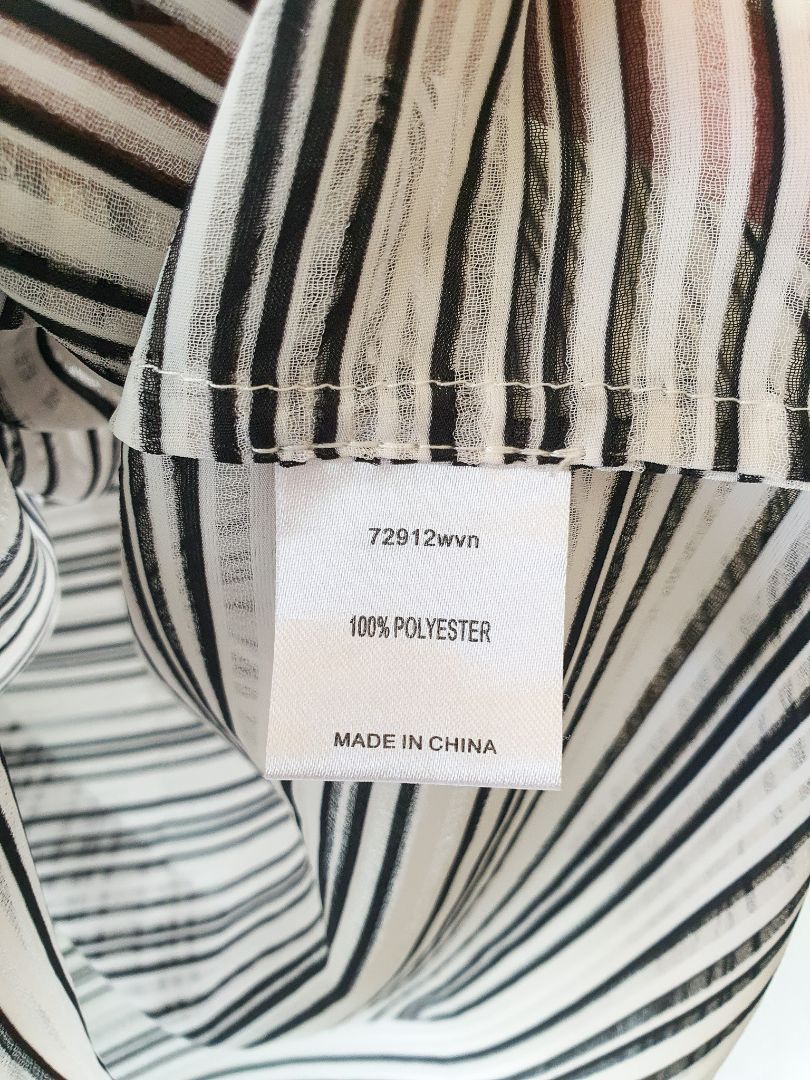 72912wvn
100% POLYESTER
MADE IN CHINA